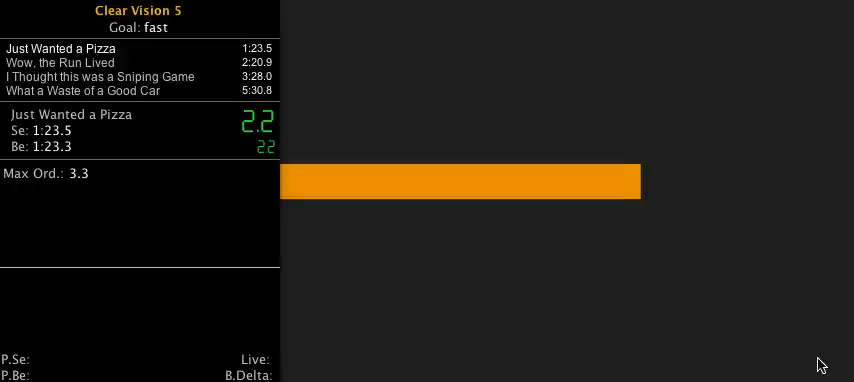 Clear Vision 5
Goal: fast
Just Wanted a Pizza 1:23.5
Wow, the Run Lived 2:20.9
I Thought this was a Sniping Game 3:28.0
What a Waste of a Good Car 5:30.8
Just Wanted a Pizza 2.2
Se: 1:23.5
Be: 1:23.3 2.2
Max Ord.: 3.3
P.Se: Live:
P.Be: B.Delta: